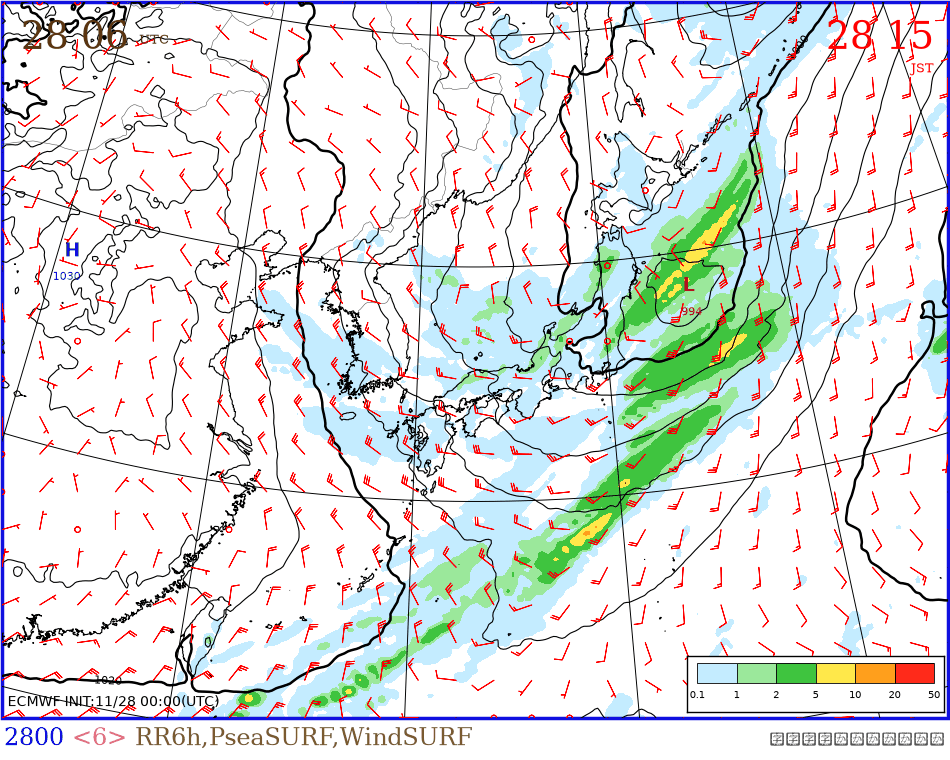 28 06 UTC
28 15
JST
H
1030
L
994
1020
ECMWF INIT:11/28 00:00(UTC)
0.1 1 2 5 10 20 50
2800 <6> RR6h,PseaSURF,WindSURF